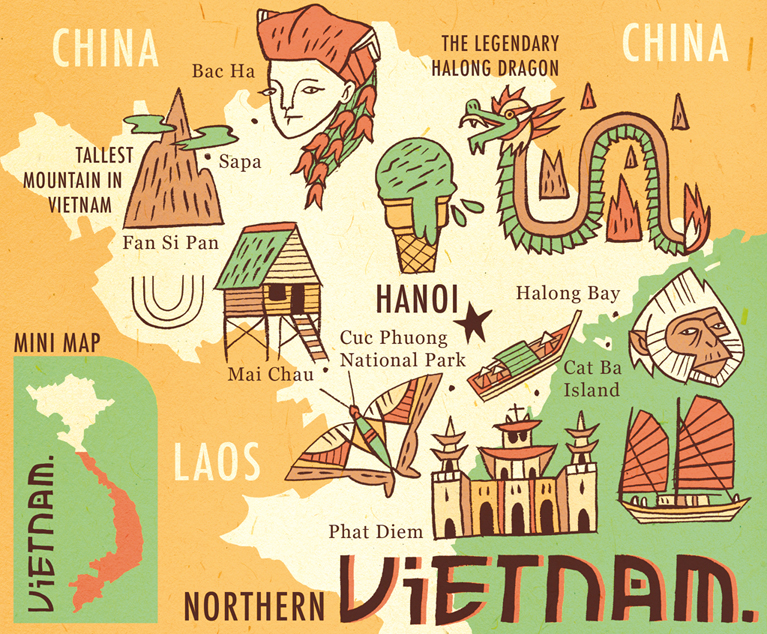 CHINA
CHINA
THE LEGENDARY
HALONG DRAGON
Bac Ha
TALLEST
MOUNTAIN IN
VIETNAM
Sapa
Fan Si Pan
HANOI
Halong Bay
MINI MAP
Cuc Phuong
National Park
Mai Chau
Cat Ba
Island
LAOS
VIETNAM.
Phat Diem
NORTHERN VIETNAM.